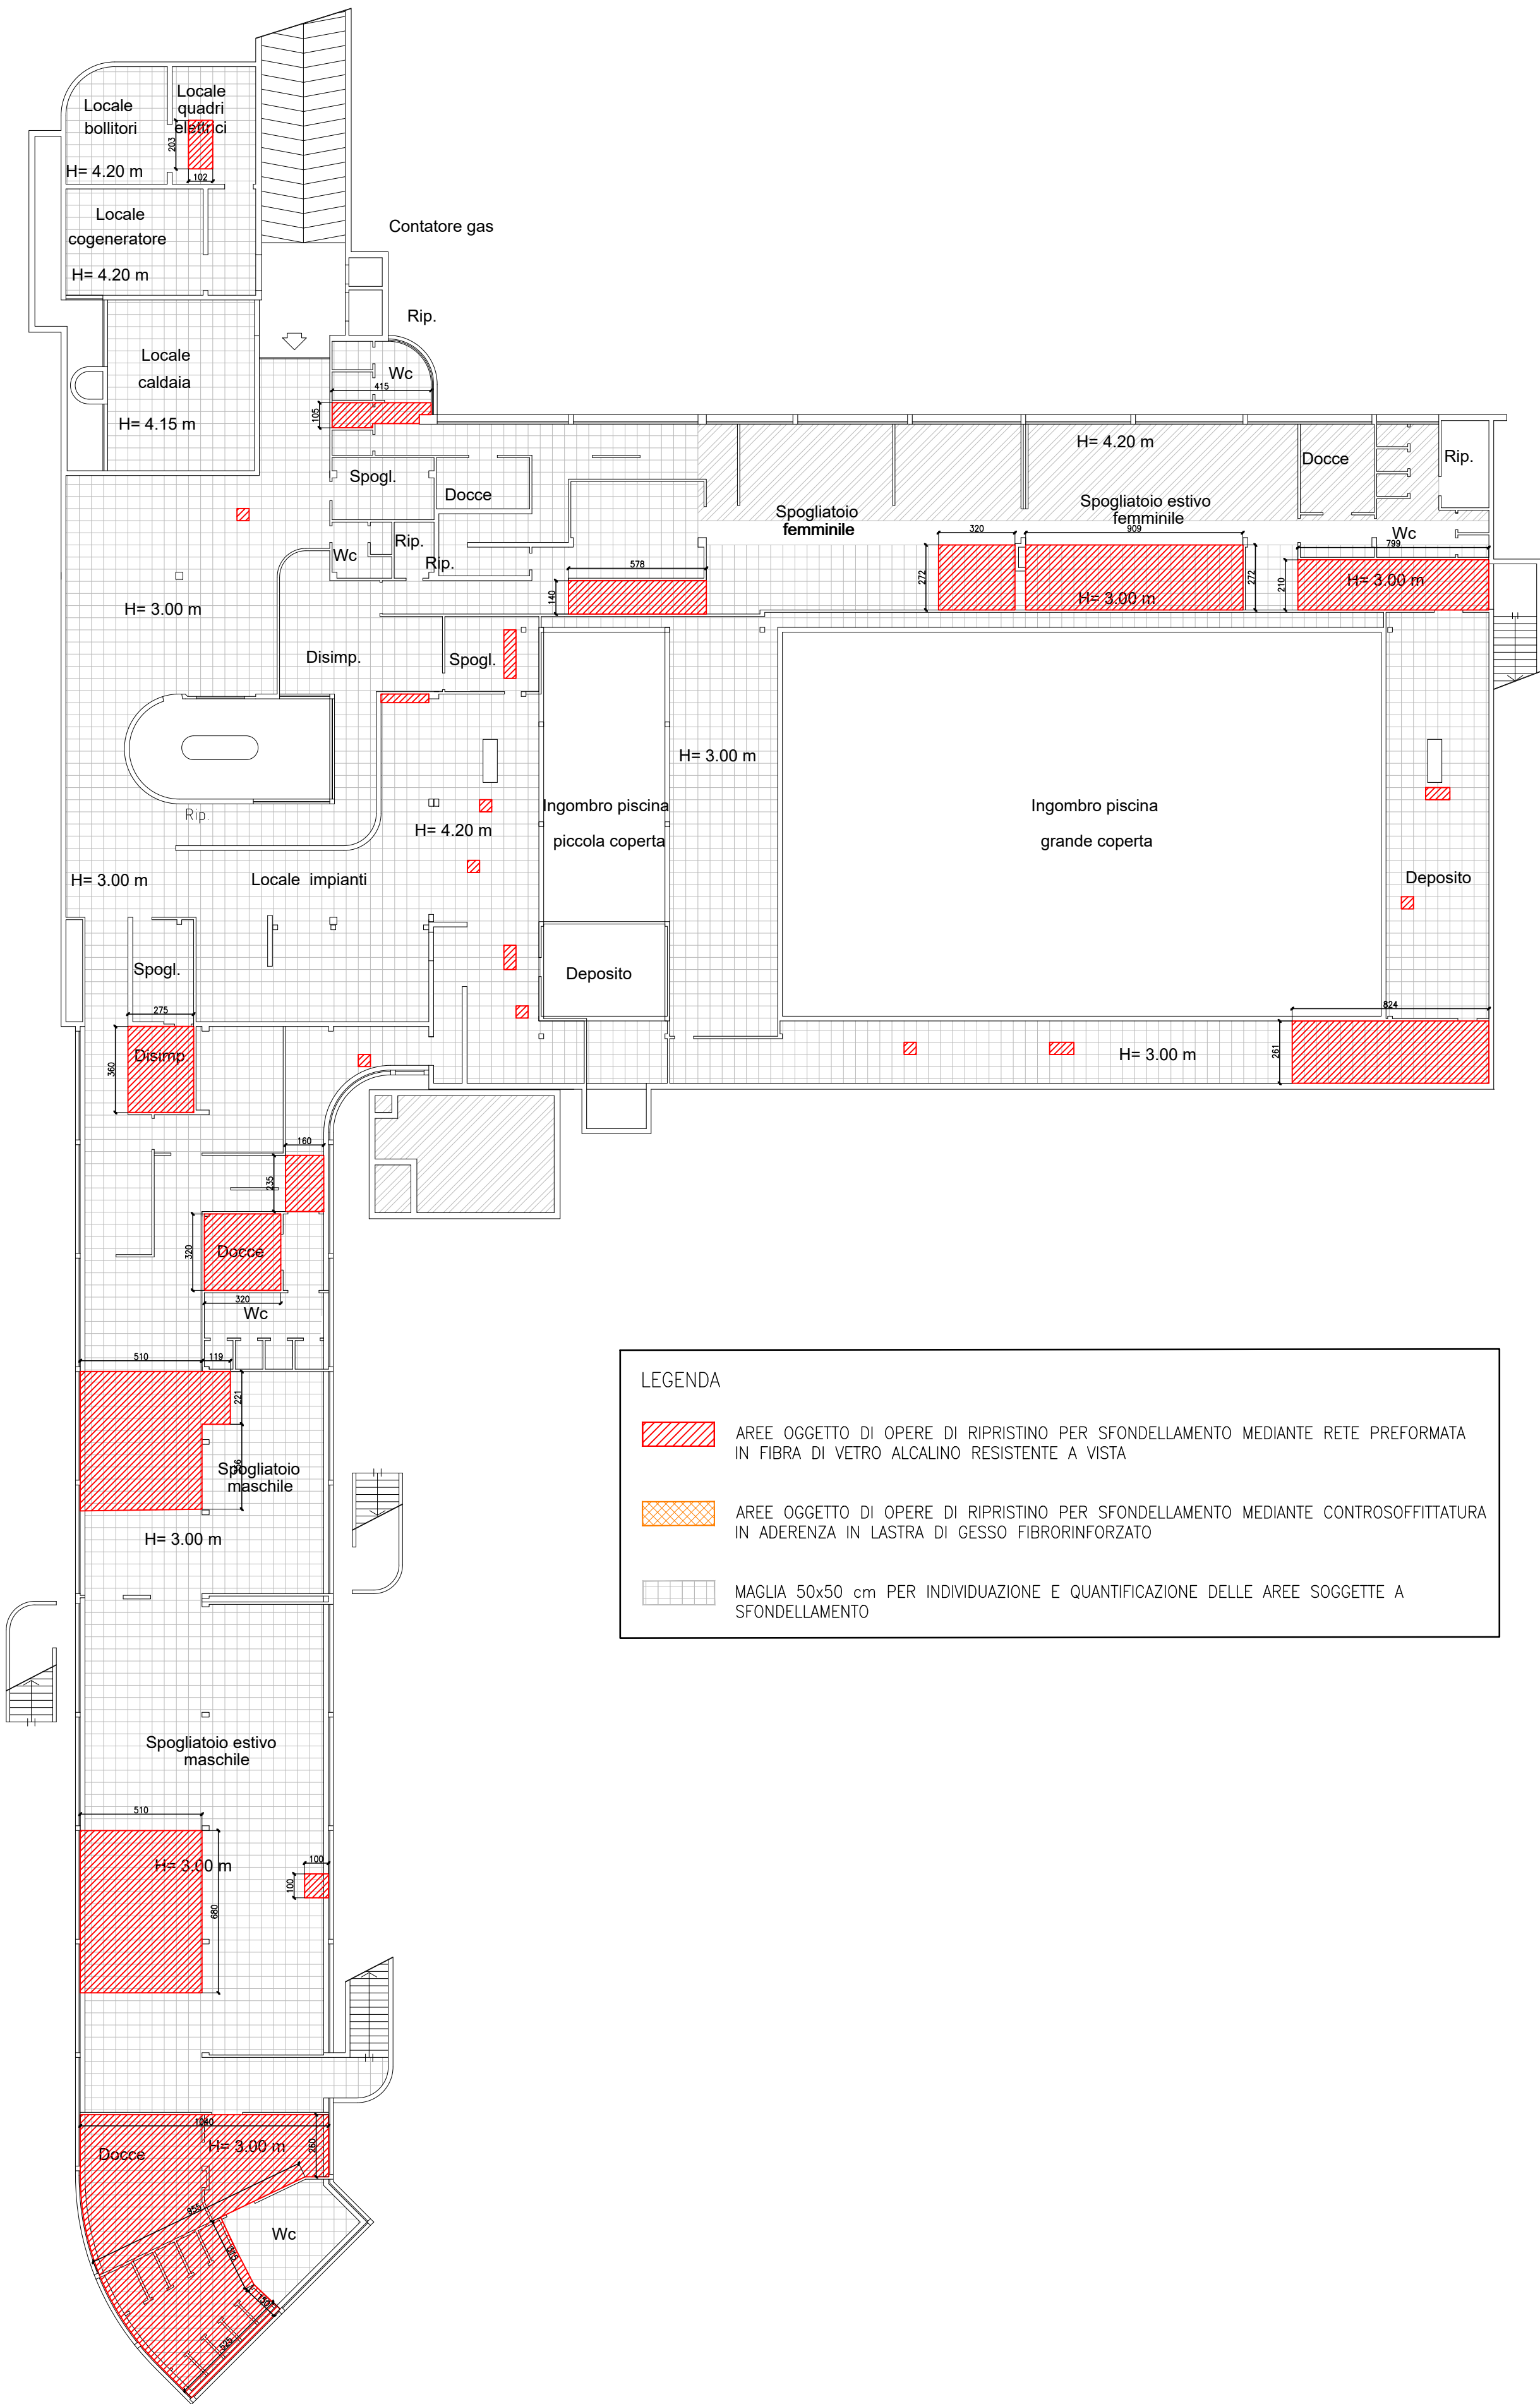 Locale
bollitori
Locale
quadri
elettrici
203
102
H= 4.20 m
Locale
cogeneratore
H= 4.20 m
Contatore gas
Rip.
Locale
caldaia
H= 4.15 m
Wc
415
105
H= 4.20 m
Docce
Rip.
Spogl.
Docce
Spogliatoio
femminile
Spogliatoio estivo
femminile
Wc
Rip.
Rip.
Wc
320
909
799
578
272
272
210
140
H= 3.00 m
H= 3.00 m
H= 3.00 m
Disimp.
Spogl.
H= 3.00 m
Rip.
H= 4.20 m
Ingombro piscina
piccola coperta
Ingombro piscina
grande coperta
H= 3.00 m
Locale impianti
Deposito
Spogl.
Deposito
275
824
Disimp.
360
H= 3.00 m
261
160
235
Docce
320
320
Wc
510
119
221
Spogliatoio
maschile
H= 3.00 m
LEGENDA
AREE OGGETTO DI OPERE DI RIPRISTINO PER SFONDELLAMENTO MEDIANTE RETE PREFORMATA
IN FIBRA DI VETRO ALCALINO RESISTENTE A VISTA
AREE OGGETTO DI OPERE DI RIPRISTINO PER SFONDELLAMENTO MEDIANTE CONTROSOFFITTATURA
IN ADERENZA IN LASTRA DI GESSO FIBRORINFORZATO
MAGLIA 50x50 cm PER INDIVIDUAZIONE E QUANTIFICAZIONE DELLE AREE SOGGETTE A
SFONDELLAMENTO
Spogliatoio estivo
maschile
510
H= 3.00 m
100
100
680
1040
Docce
H= 3.00 m
260
955
Wc
525